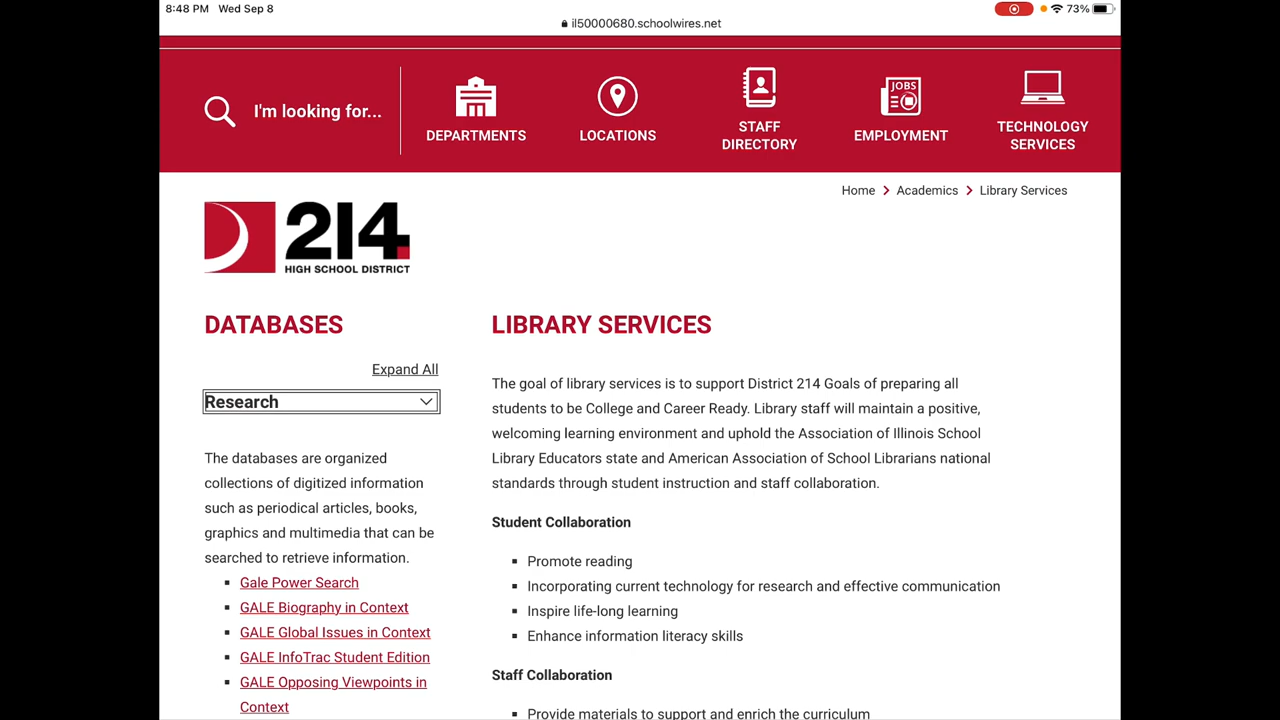 8:48 PM Wed Sep 8
73%
il50000680.schoolwires.net
I'm looking for...
DEPARTMENTS
LOCATIONS
STAFF
DIRECTORY
JOBS
EMPLOYMENT
TECHNOLOGY
SERVICES
Home > Academics > Library Services
214
HIGH SCHOOL DISTRICT
DATABASES
Expand All
Research
The databases are organized
collections of digitized information
such as periodical articles, books,
graphics and multimedia that can be
searched to retrieve information.
Gale Power Search
GALE Biography in Context
GALE Global Issues in Context
GALE InfoTrac Student Edition
GALE Opposing Viewpoints in
Context
LIBRARY SERVICES
The goal of library services is to support District 214 Goals of preparing all
students to be College and Career Ready. Library staff will maintain a positive,
welcoming learning environment and uphold the Association of Illinois School
Library Educators state and American Association of School Librarians national
standards through student instruction and staff collaboration.
Student Collaboration
Promote reading
Incorporating current technology for research and effective communication
Inspire life-long learning
Enhance information literacy skills
Staff Collaboration
Provide materials to support and enrich the curriculum